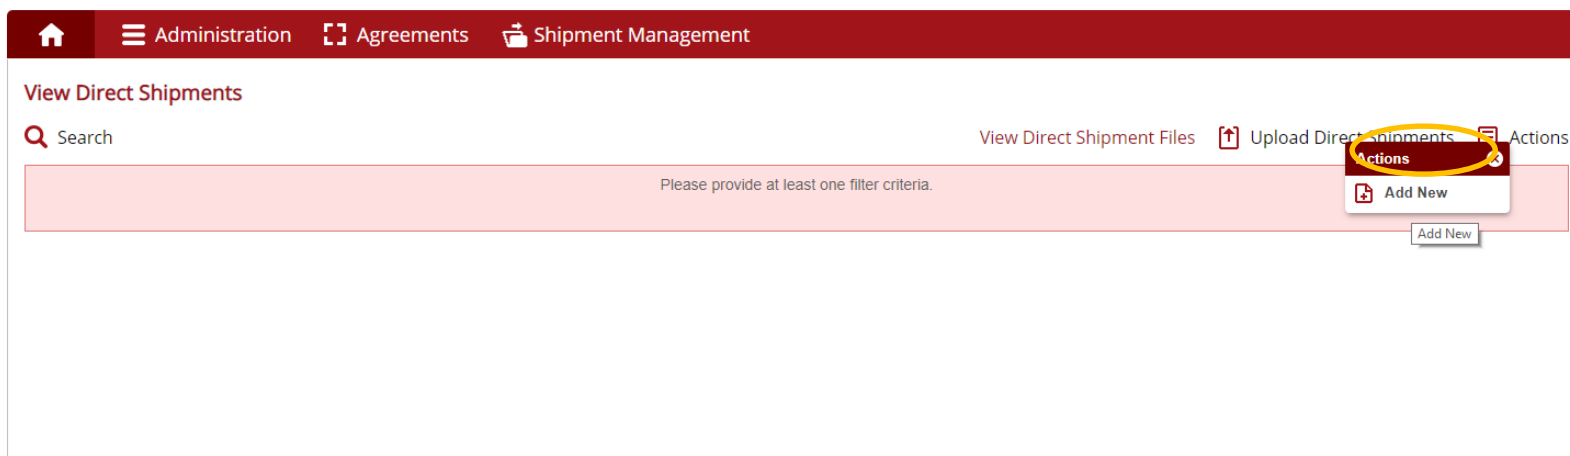 Administration Agreements Shipment Management
View Direct Shipments
Search View Direct Shipment Files Upload Direct Shipments Actions
Actions
Please provide at least one filter criteria.
Add New
Add New